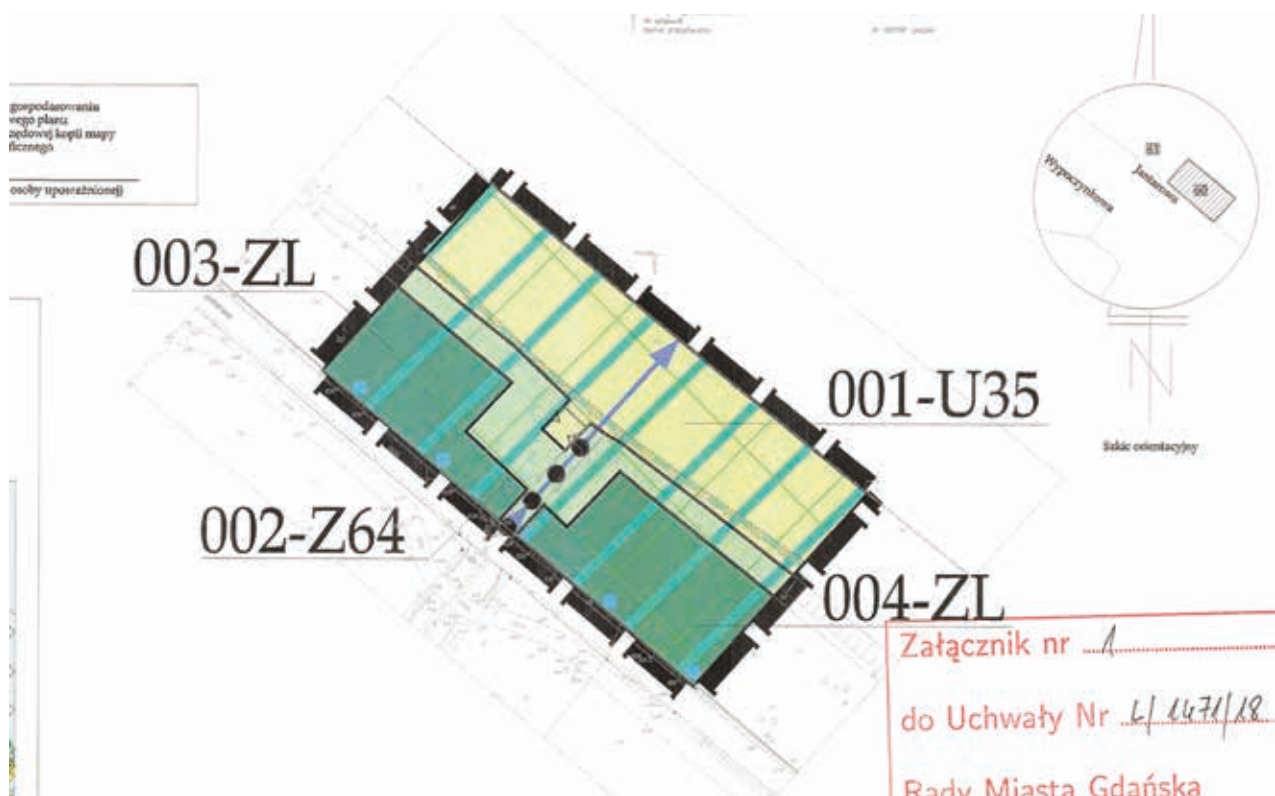 gospodarowania
wego planu
zędowej kopii mapy
ficznego
osoby upoważnionej)
Wypoczynkowa
Jantarowa
003-ZL
001-U35
N
Szkic orientacyjny
002-Z64
004-ZL
Załącznik nr 1
do Uchwały Nr L/1471/18
Rady Miasta Gdańska